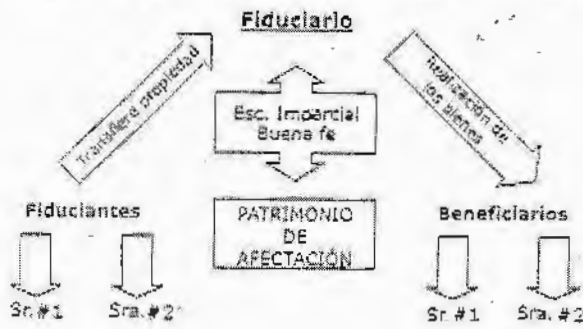 Fiduciario
Transfiere propiedad
Esc. Imparcial
Buena fe
Realización de
los bienes
Fiduciantes
PATRIMONIO
DE
AFECTACIÓN
Beneficiarios
Sr. #1
Sra. #2
Sr. #1
Sra. #2